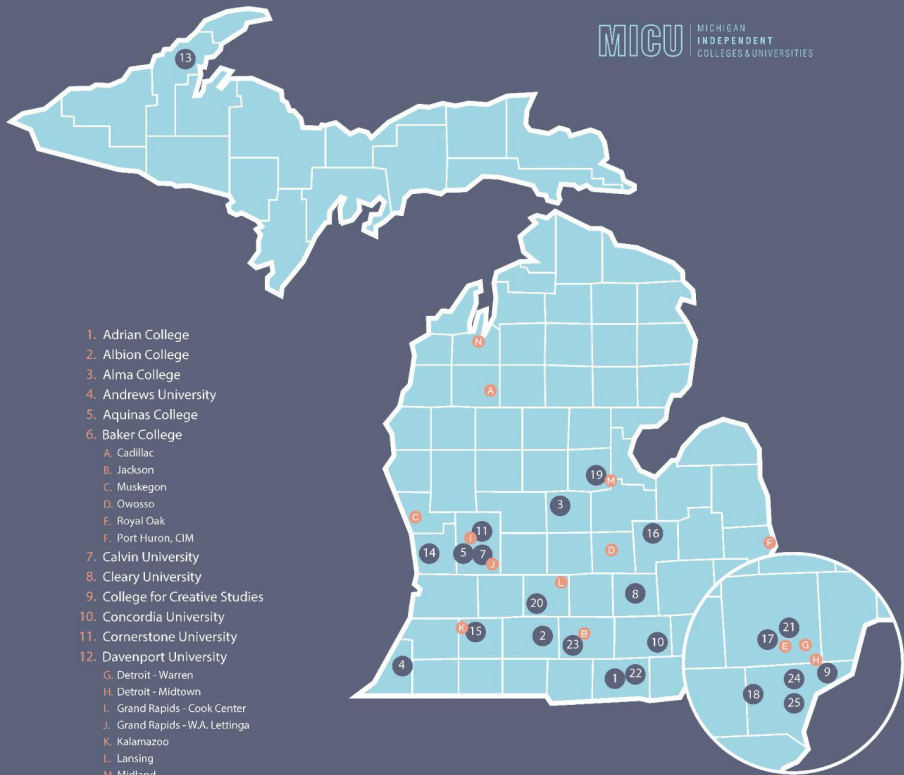 MICU
MICHIGAN
INDEPENDENT
COLLEGES & UNIVERSITIES
13
1. Adrian College
2. Albion College
3. Alma College
4. Andrews University
5. Aquinas College
6. Baker College
A. Cadillac
B. Jackson
C. Muskegon
D. Owosso
E. Royal Oak
F. Port Huron, CIM
7. Calvin University
8. Cleary University
9. College for Creative Studies
10. Concordia University
11. Cornerstone University
12. Davenport University
G. Detroit - Warren
H. Detroit - Midtown
I. Grand Rapids - Cook Center
J. Grand Rapids - W.A. Lettinga
K. Kalamazoo
L. Lansing
M. Midland
N
A
19 M
3
C
11
I
16
14 5 7
J
D
F
L
8
20
K 15
2
B
23
10
4
1 22
21
17
E G
H
9
24
18
25